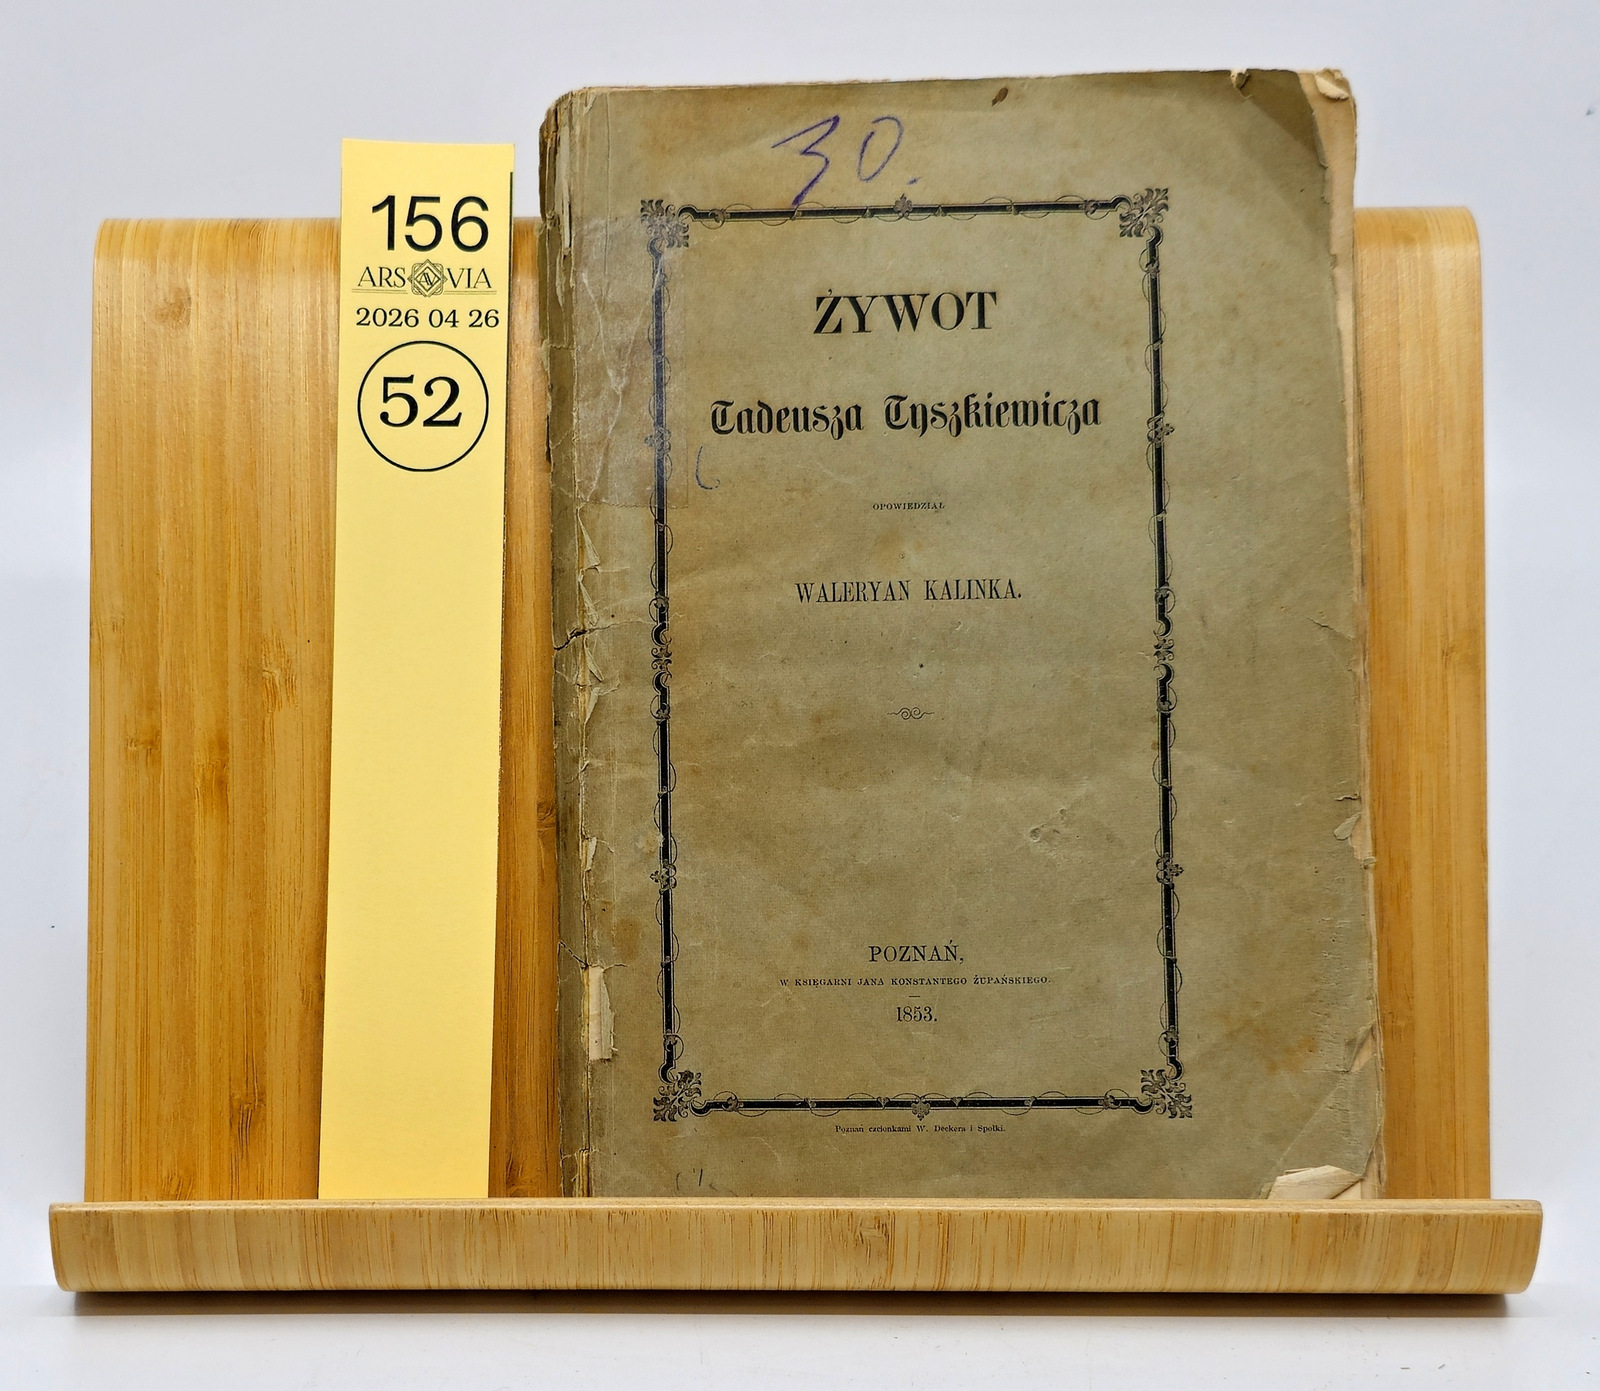 156
ARS AV VIA
2026 04 26
52
30.
ŻYWOT
Tadeusza Tyszkiewicza
OPOWIEDZIAŁ
WALERYAN KALINKA.
POZNAŃ,
W KSIĘGARNI JANA KONSTANTEGO ŻUPAŃSKIEGO.
1853.
Poznań czcionkami W. Deckera i Spółki.